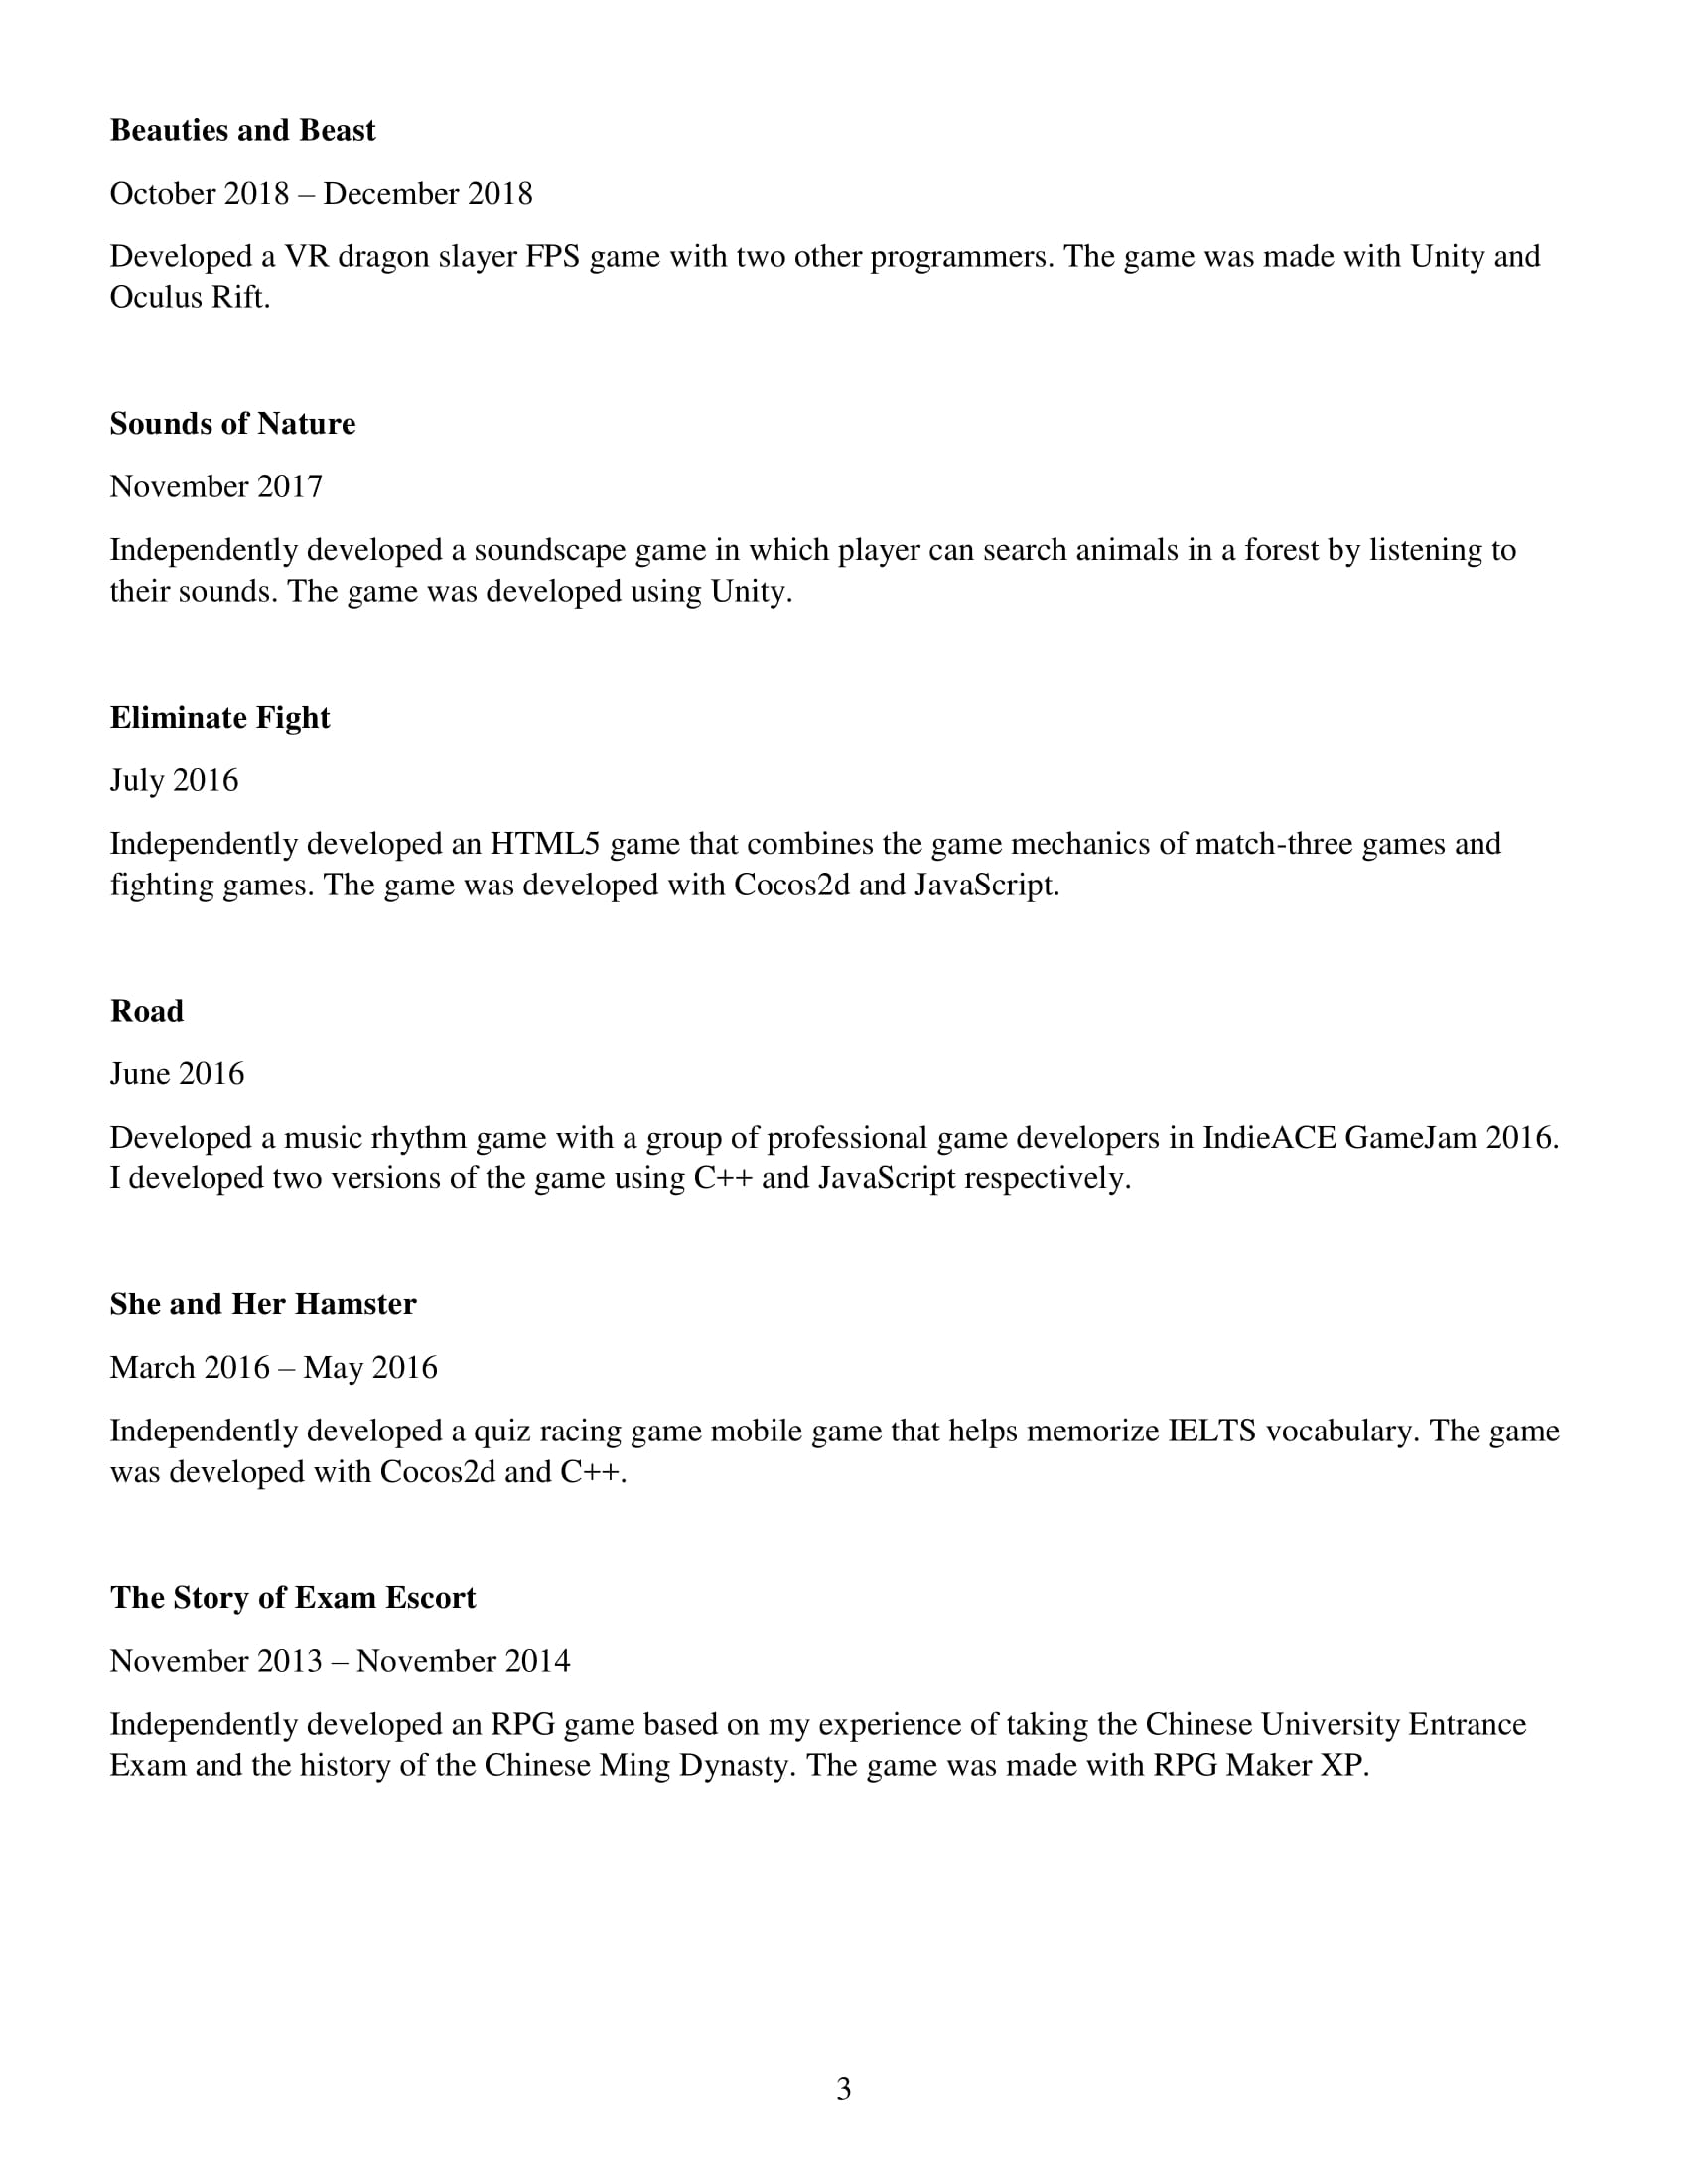 Beauties and Beast
October 2018 – December 2018
Developed a VR dragon slayer FPS game with two other programmers. The game was made with Unity and
Oculus Rift.
Sounds of Nature
November 2017
Independently developed a soundscape game in which player can search animals in a forest by listening to
their sounds. The game was developed using Unity.
Eliminate Fight
July 2016
Independently developed an HTML5 game that combines the game mechanics of match-three games and
fighting games. The game was developed with Cocos2d and JavaScript.
Road
June 2016
Developed a music rhythm game with a group of professional game developers in IndieACE GameJam 2016.
I developed two versions of the game using C++ and JavaScript respectively.
She and Her Hamster
March 2016 – May 2016
Independently developed a quiz racing game mobile game that helps memorize IELTS vocabulary. The game
was developed with Cocos2d and C++.
The Story of Exam Escort
November 2013 – November 2014
Independently developed an RPG game based on my experience of taking the Chinese University Entrance
Exam and the history of the Chinese Ming Dynasty. The game was made with RPG Maker XP.
3